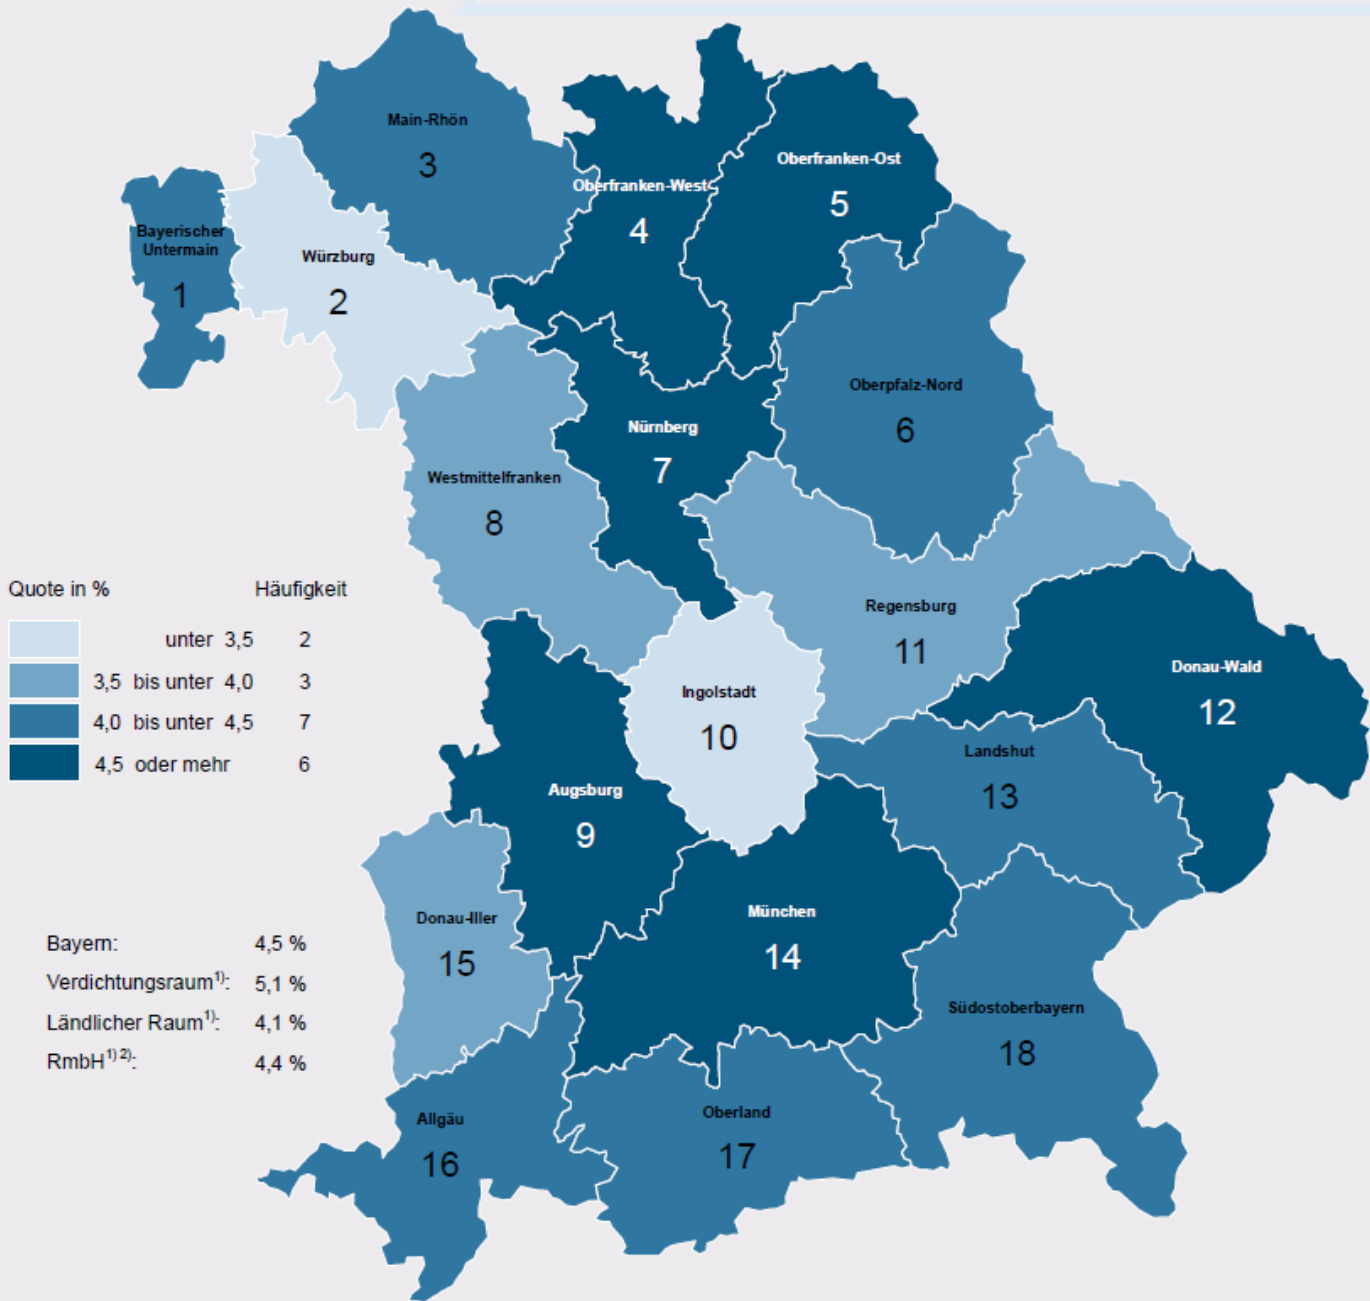 Main-Rhön
3
Oberfranken-West
4
Oberfranken-Ost
5
Bayerischer
Untermain
1
Würzburg
2
Oberpfalz-Nord
6
Nürnberg
7
Westmittelfranken
8
Regensburg
11
Donau-Wald
12
Ingolstadt
10
Landshut
13
Augsburg
9
München
14
Donau-Iller
15
Südostoberbayern
18
Allgäu
16
Oberland
17
Quote in % Häufigkeit
unter 3,5 2
3,5 bis unter 4,0 3
4,0 bis unter 4,5 7
4,5 oder mehr 6
Bayern: 4,5 %
Verdichtungsraum¹⁾: 5,1 %
Ländlicher Raum¹⁾: 4,1 %
RmbH¹⁾ ²⁾: 4,4 %